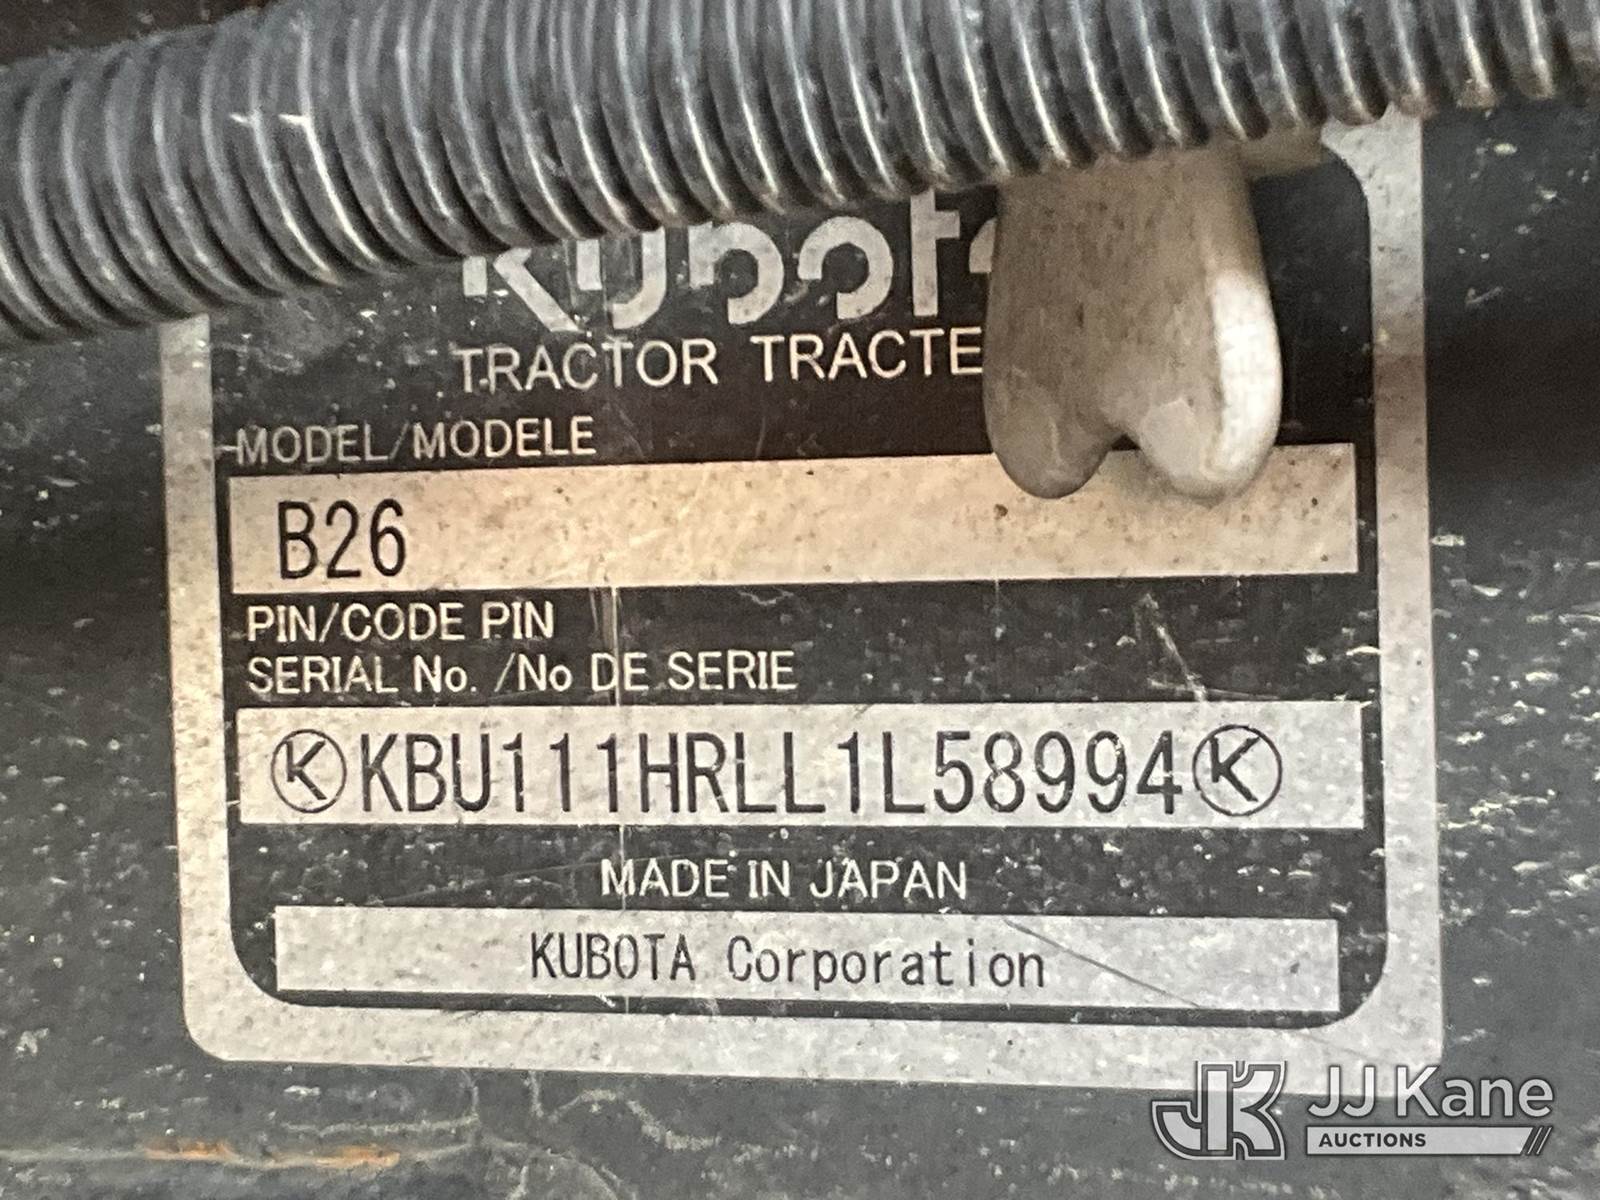 Kubota
TRACTOR
MODEL/MODELE
B26
PIN/CODE PIN
SERIAL No. /No DE SERIE
KKBU111HRLL1L58994K
MADE IN JAPAN
KUBOTA Corporation
JK JJ Kane
AUCTIONS